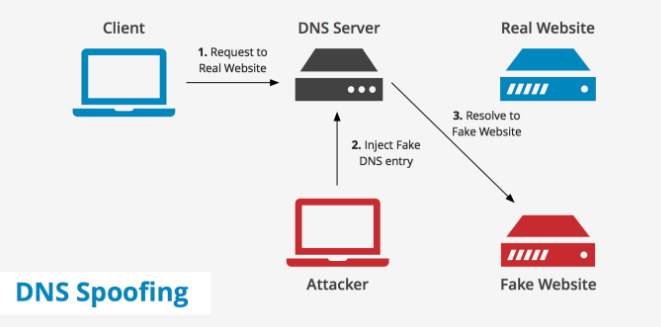 Client
DNS Server
Real Website
1. Request to
Real Website
3. Resolve to
Fake Website
2. Inject Fake
DNS entry
Attacker
Fake Website
DNS Spoofing